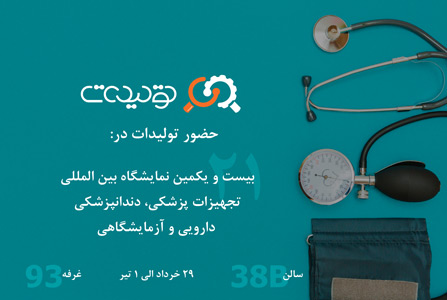 تولیدات
حضور تولیدات در:
۲۱
بیست و یکمین نمایشگاه بین المللی
تجهیزات پزشکی، دندانپزشکی
دارویی و آزمایشگاهی
سالن 38B
۲۹ خرداد الی ۱ تیر
غرفه 93